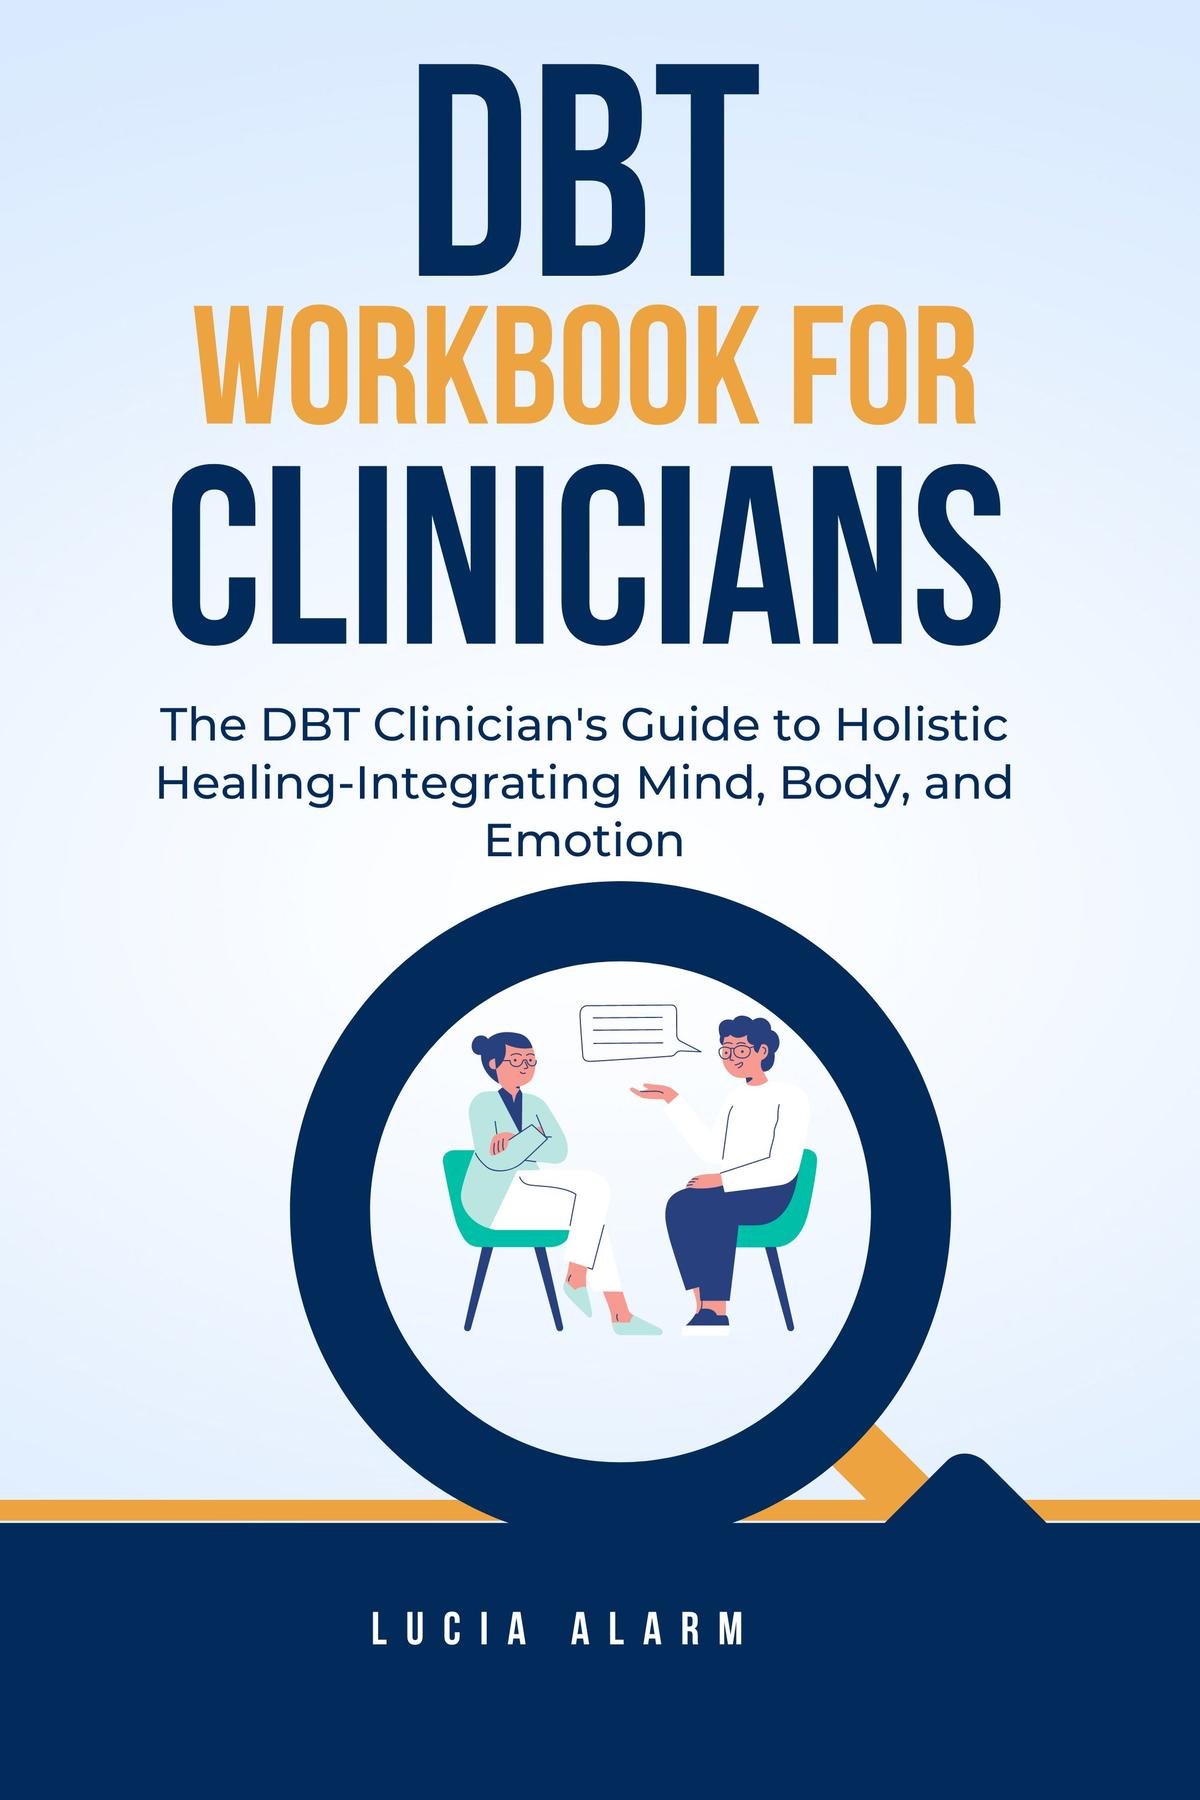 DBT
WORKBOOK FOR
CLINICIANS
The DBT Clinician's Guide to Holistic
Healing-Integrating Mind, Body, and
Emotion
LUCIA ALARM